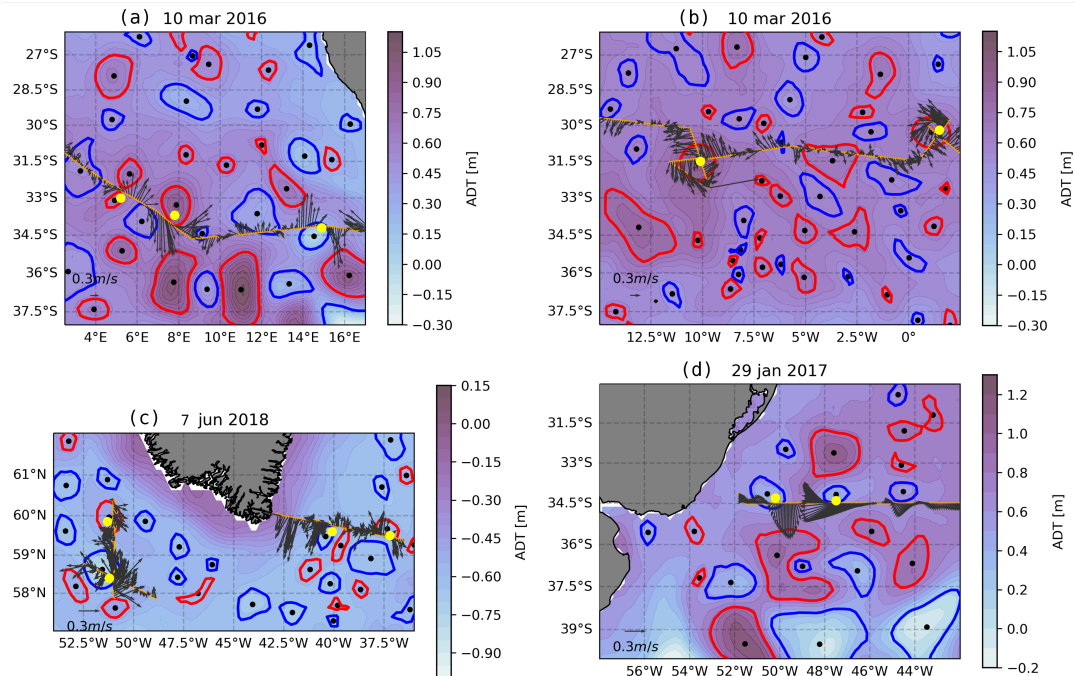 (a) 10 mar 2016
27°S
28.5°S
30°S
31.5°S
33°S
34.5°S
36°S
37.5°S
0.3m/s
4°E 6°E 8°E 10°E 12°E 14°E 16°E
1.05
0.90
0.75
0.60
0.45
0.30
0.15
0.00
−0.15
−0.30
ADT [m]
(b) 10 mar 2016
27°S
28.5°S
30°S
31.5°S
33°S
34.5°S
36°S
37.5°S
0.3m/s
12.5°W 10°W 7.5°W 5°W 2.5°W 0°
1.05
0.90
0.75
0.60
0.45
0.30
0.15
0.00
−0.15
−0.30
ADT [m]
(c) 7 jun 2018
61°N
60°N
59°N
58°N
0.3m/s
52.5°W 50°W 47.5°W 45°W 42.5°W 40°W 37.5°W
0.15
0.00
−0.15
−0.30
−0.45
−0.60
−0.75
−0.90
ADT [m]
(d) 29 jan 2017
31.5°S
33°S
34.5°S
36°S
37.5°S
39°S
0.3m/s
56°W 54°W 52°W 50°W 48°W 46°W 44°W
1.2
1.0
0.8
0.6
0.4
0.2
0.0
−0.2
ADT [m]